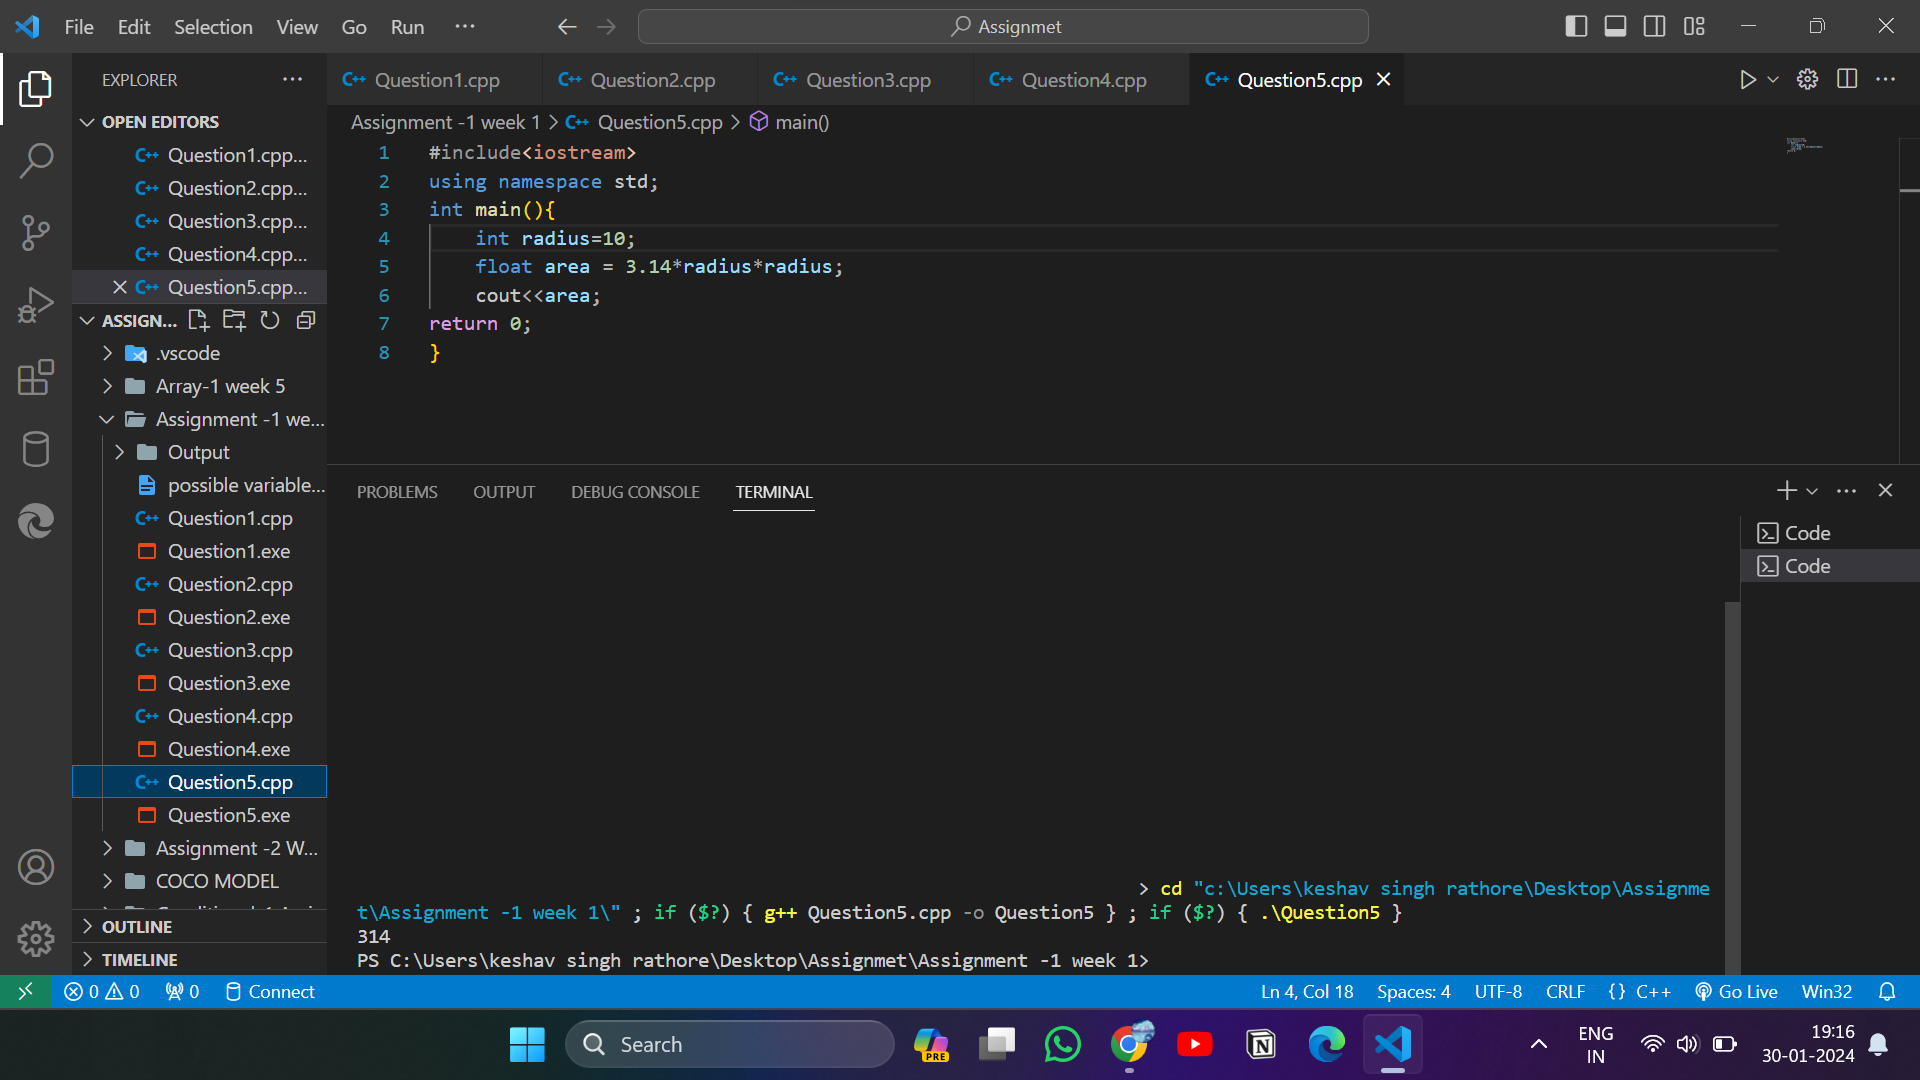 File Edit Selection View Go Run ···
Assignmet
EXPLORER ···
Question1.cpp
Question2.cpp
Question3.cpp
Question4.cpp
Question5.cpp
OPEN EDITORS
Question1.cpp...
Question2.cpp...
Question3.cpp...
Question4.cpp...
Question5.cpp...
ASSIGN...
.vscode
Array-1 week 5
Assignment -1 we...
Output
possible variable...
Question1.cpp
Question1.exe
Question2.cpp
Question2.exe
Question3.cpp
Question3.exe
Question4.cpp
Question4.exe
Question5.cpp
Question5.exe
Assignment -2 W...
COCO MODEL
OUTLINE
TIMELINE
Assignment -1 week 1 > Question5.cpp > main()
1 #include<iostream>
2 using namespace std;
3 int main(){
4 int radius=10;
5 float area = 3.14*radius*radius;
6 cout<<area;
7 return 0;
8 }
PROBLEMS OUTPUT DEBUG CONSOLE TERMINAL
Code
Code
> cd "c:\Users\keshav singh rathore\Desktop\Assignme
t\Assignment -1 week 1\" ; if ($?) { g++ Question5.cpp -o Question5 } ; if ($?) { .\Question5 }
314
PS C:\Users\keshav singh rathore\Desktop\Assignmet\Assignment -1 week 1>
0 0 0 Connect
Ln 4, Col 18 Spaces: 4 UTF-8 CRLF {} C++ Go Live Win32
Search
PRE
ENG
IN
19:16
30-01-2024